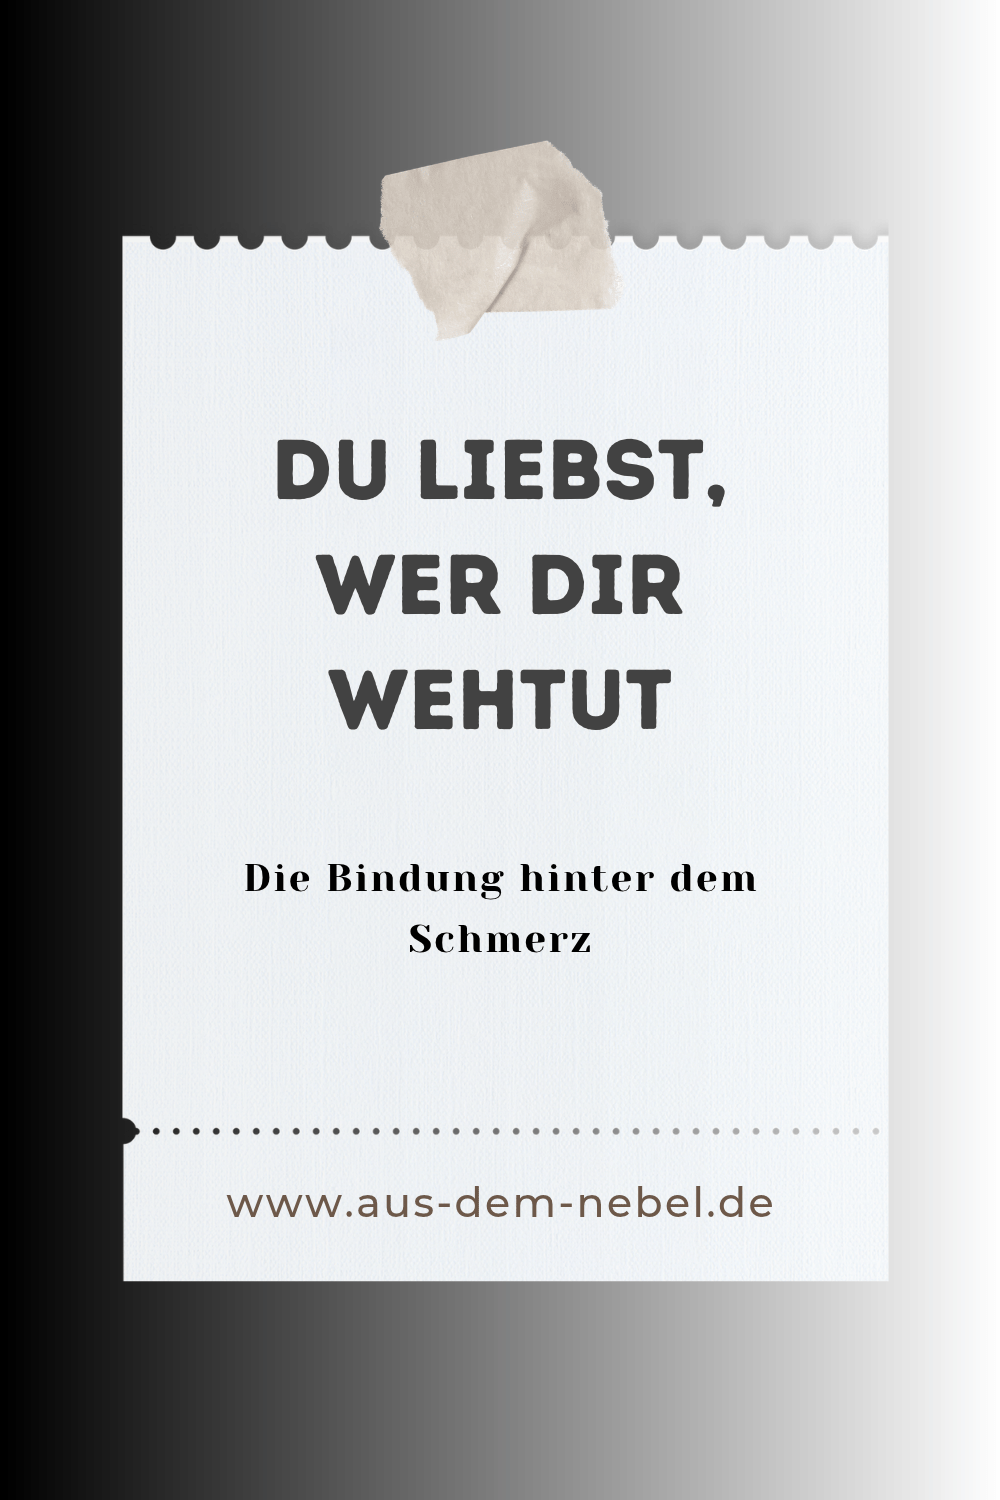 DU LIEBST,
WER DIR
WEHTUT
Die Bindung hinter dem
Schmerz
www.aus-dem-nebel.de